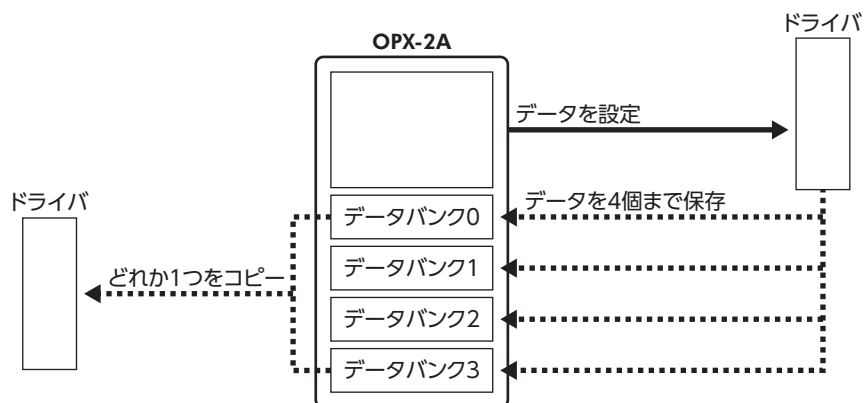 ドライバ
OPX-2A
データを設定
ドライバ
データバンク0
データを4個まで保存
どれか1つをコピー
データバンク1
データバンク2
データバンク3